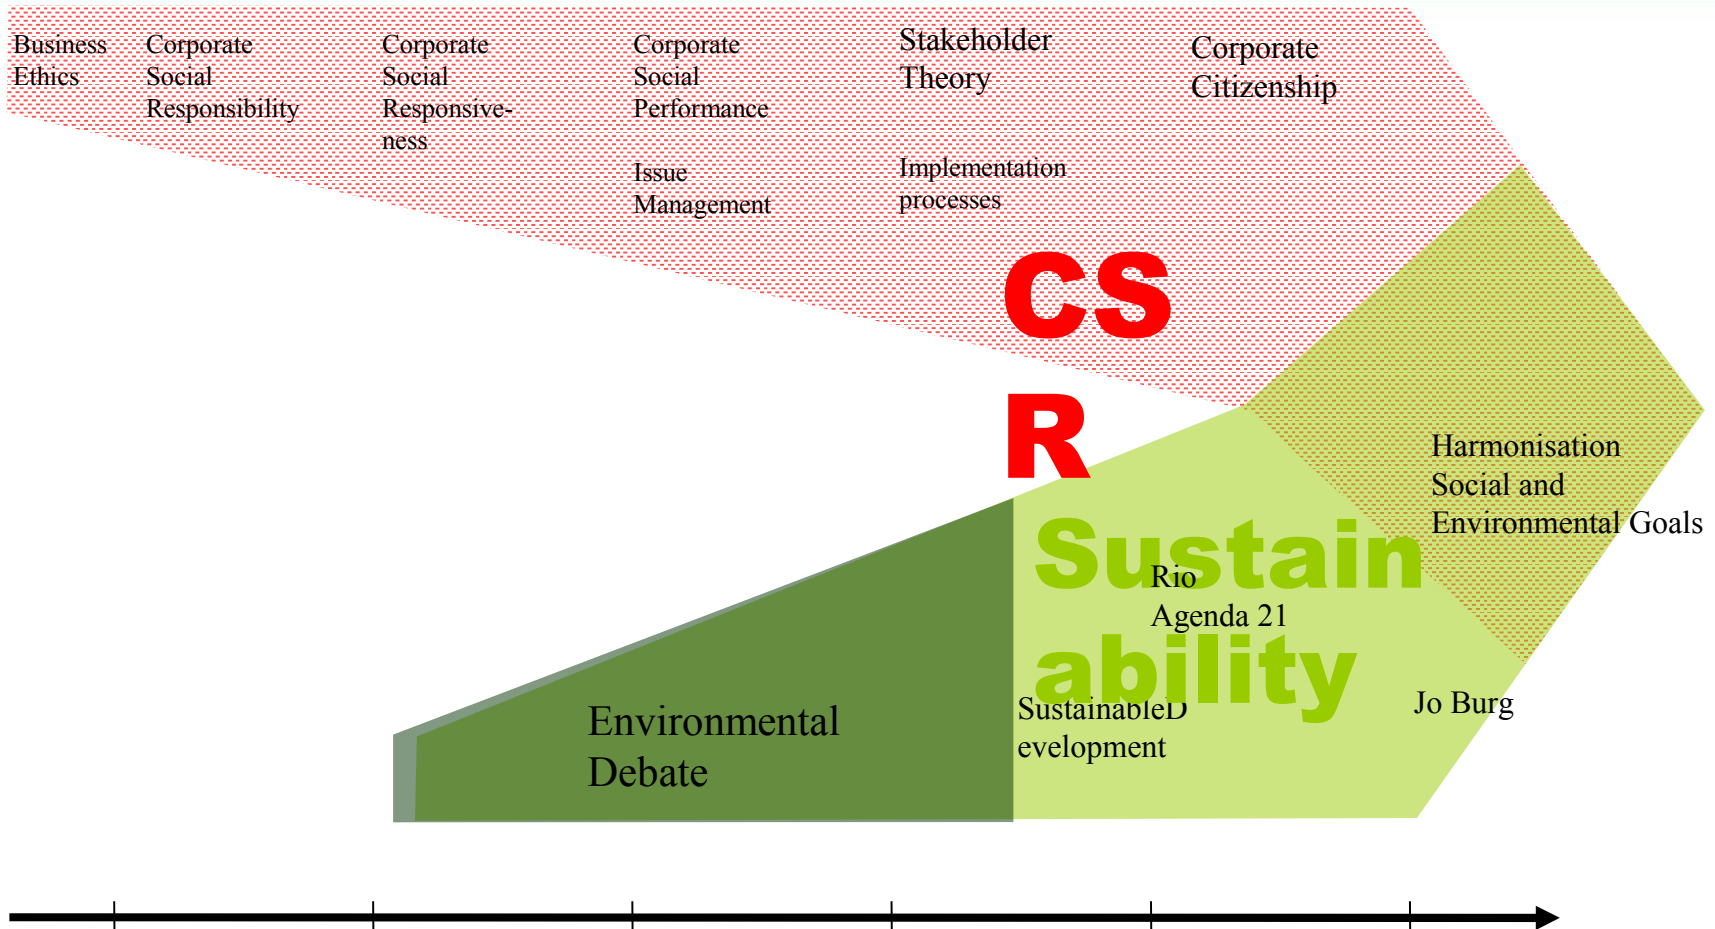 Business
Ethics
Corporate
Social
Responsibility
Corporate
Social
Responsive-
ness
Corporate
Social
Performance
Issue
Management
Stakeholder
Theory
Implementation
processes
Corporate
Citizenship
CS
R
Harmonisation
Social and
Environmental Goals
Sustain
ability
Rio
Agenda 21
Environmental
Debate
SustainableD
evelopment
Jo Burg